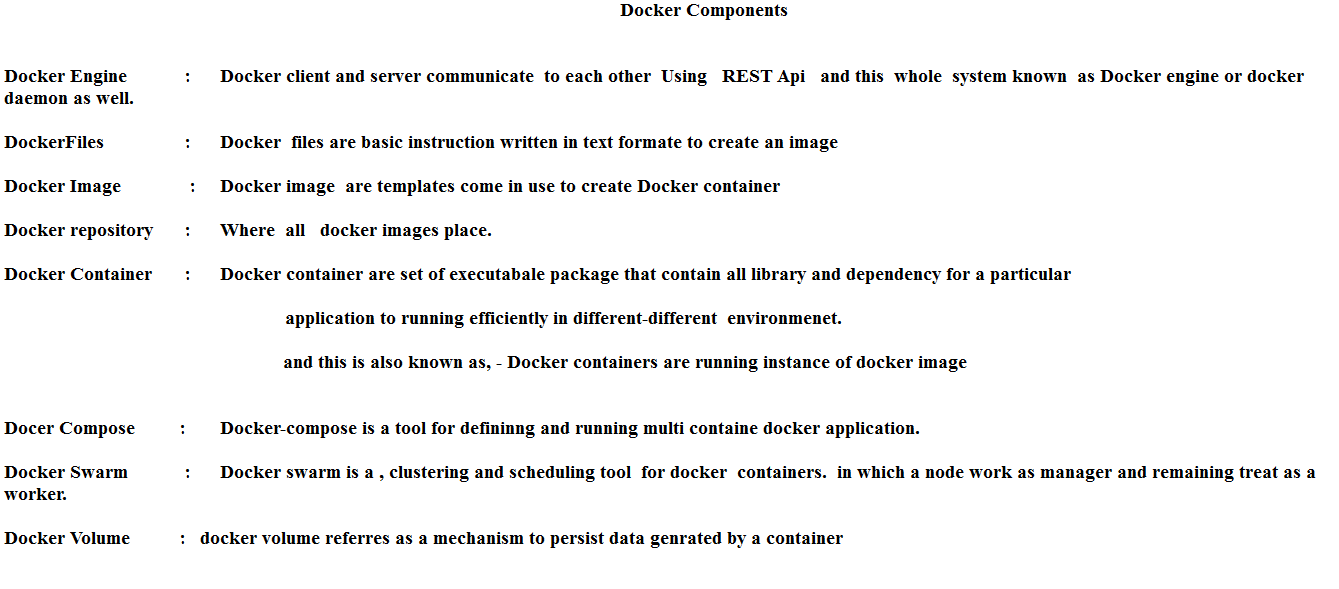 Docker Components
Docker Engine : Docker client and server communicate to each other Using REST Api and this whole system known as Docker engine or docker
daemon as well.
DockerFiles : Docker files are basic instruction written in text formate to create an image
Docker Image : Docker image are templates come in use to create Docker container
Docker repository : Where all docker images place.
Docker Container : Docker container are set of executabale package that contain all library and dependency for a particular
application to running efficiently in different-different environmenet.
and this is also known as, - Docker containers are running instance of docker image
Docer Compose : Docker-compose is a tool for defininng and running multi containe docker application.
Docker Swarm : Docker swarm is a , clustering and scheduling tool for docker containers. in which a node work as manager and remaining treat as a
worker.
Docker Volume : docker volume referres as a mechanism to persist data genrated by a container